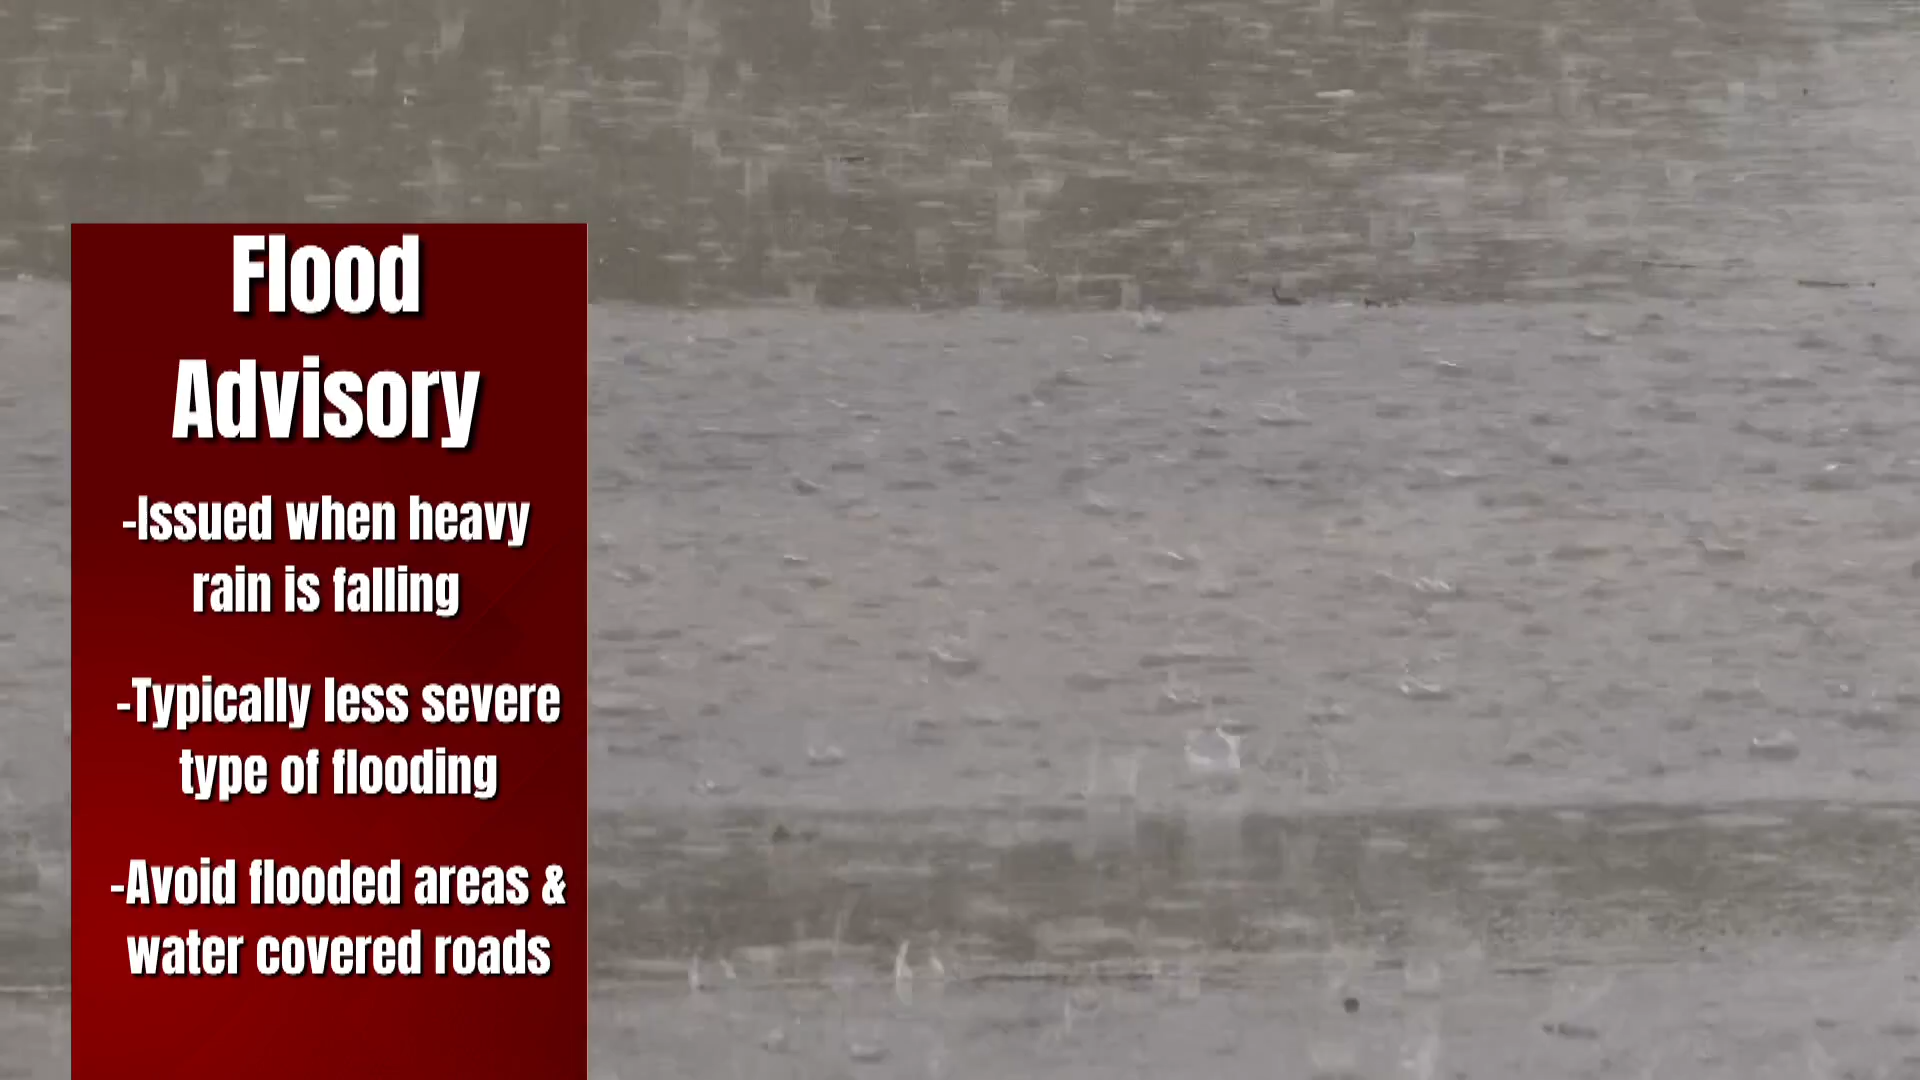 Flood
Advisory
-Issued when heavy
rain is falling
-Typically less severe
type of flooding
-Avoid flooded areas &
water covered roads